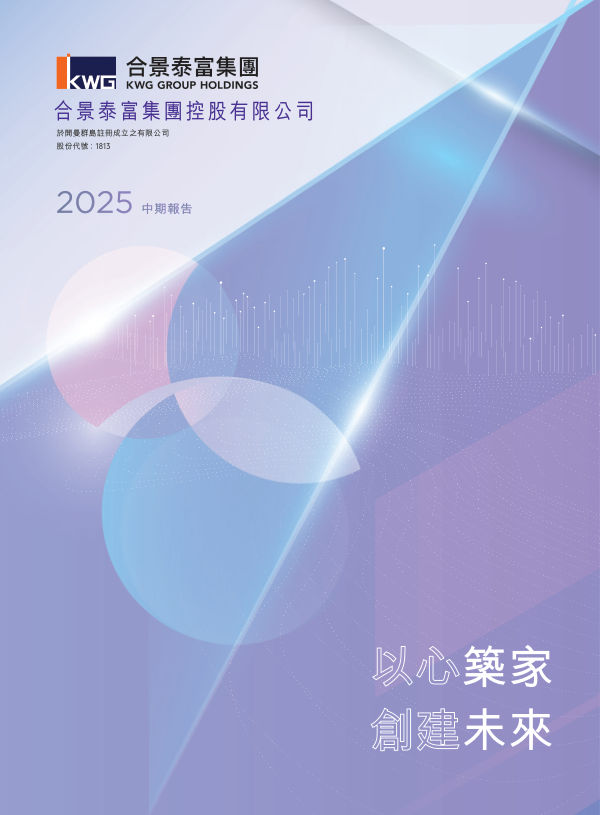 KWG
合景泰富集團
KWG GROUP HOLDINGS
合景泰富集團控股有限公司
於開曼群島註冊成立之有限公司
股份代號：1813
2025 中期報告
以心築家
創建未來